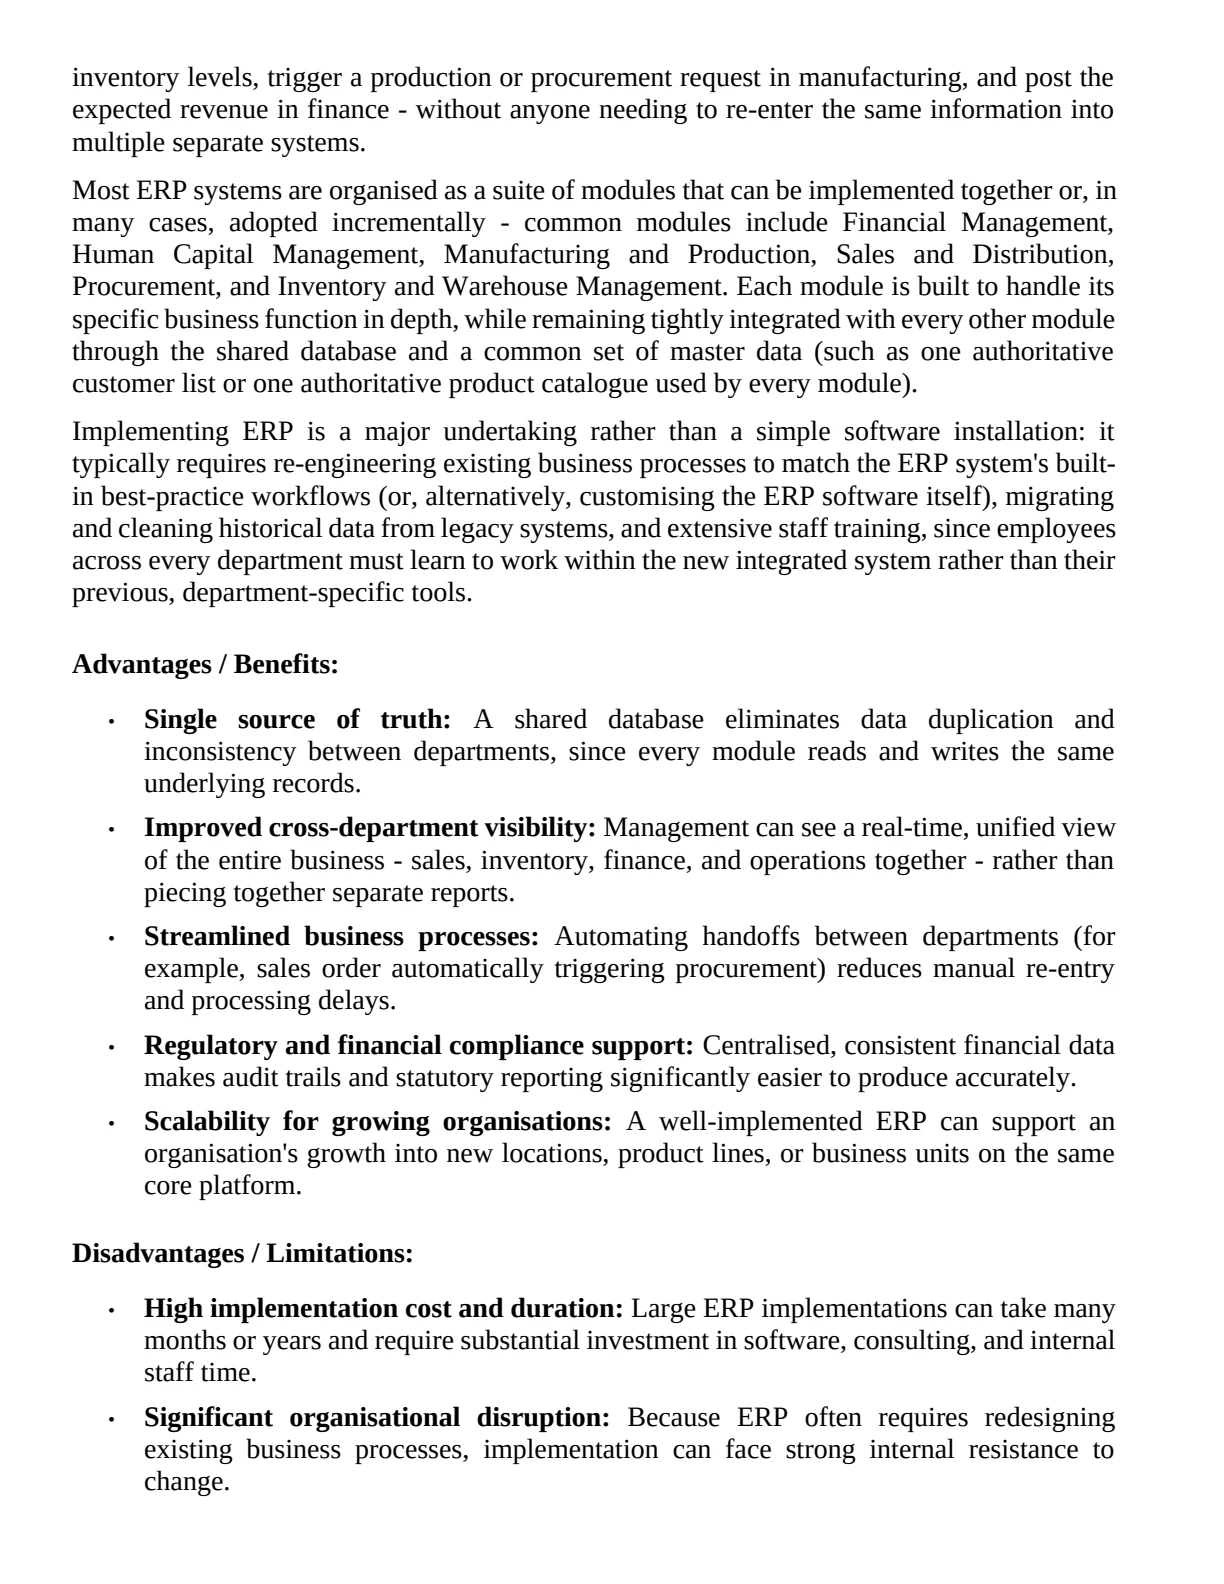 inventory levels, trigger a production or procurement request in manufacturing, and post the
expected revenue in finance - without anyone needing to re-enter the same information into
multiple separate systems.
Most ERP systems are organised as a suite of modules that can be implemented together or, in
many cases, adopted incrementally - common modules include Financial Management,
Human Capital Management, Manufacturing and Production, Sales and Distribution,
Procurement, and Inventory and Warehouse Management. Each module is built to handle its
specific business function in depth, while remaining tightly integrated with every other module
through the shared database and a common set of master data (such as one authoritative
customer list or one authoritative product catalogue used by every module).
Implementing ERP is a major undertaking rather than a simple software installation: it
typically requires re-engineering existing business processes to match the ERP system's built-
in best-practice workflows (or, alternatively, customising the ERP software itself), migrating
and cleaning historical data from legacy systems, and extensive staff training, since employees
across every department must learn to work within the new integrated system rather than their
previous, department-specific tools.
Advantages / Benefits:
• Single source of truth: A shared database eliminates data duplication and
inconsistency between departments, since every module reads and writes the same
underlying records.
• Improved cross-department visibility: Management can see a real-time, unified view
of the entire business - sales, inventory, finance, and operations together - rather than
piecing together separate reports.
• Streamlined business processes: Automating handoffs between departments (for
example, sales order automatically triggering procurement) reduces manual re-entry
and processing delays.
• Regulatory and financial compliance support: Centralised, consistent financial data
makes audit trails and statutory reporting significantly easier to produce accurately.
• Scalability for growing organisations: A well-implemented ERP can support an
organisation's growth into new locations, product lines, or business units on the same
core platform.
Disadvantages / Limitations:
• High implementation cost and duration: Large ERP implementations can take many
months or years and require substantial investment in software, consulting, and internal
staff time.
• Significant organisational disruption: Because ERP often requires redesigning
existing business processes, implementation can face strong internal resistance to
change.